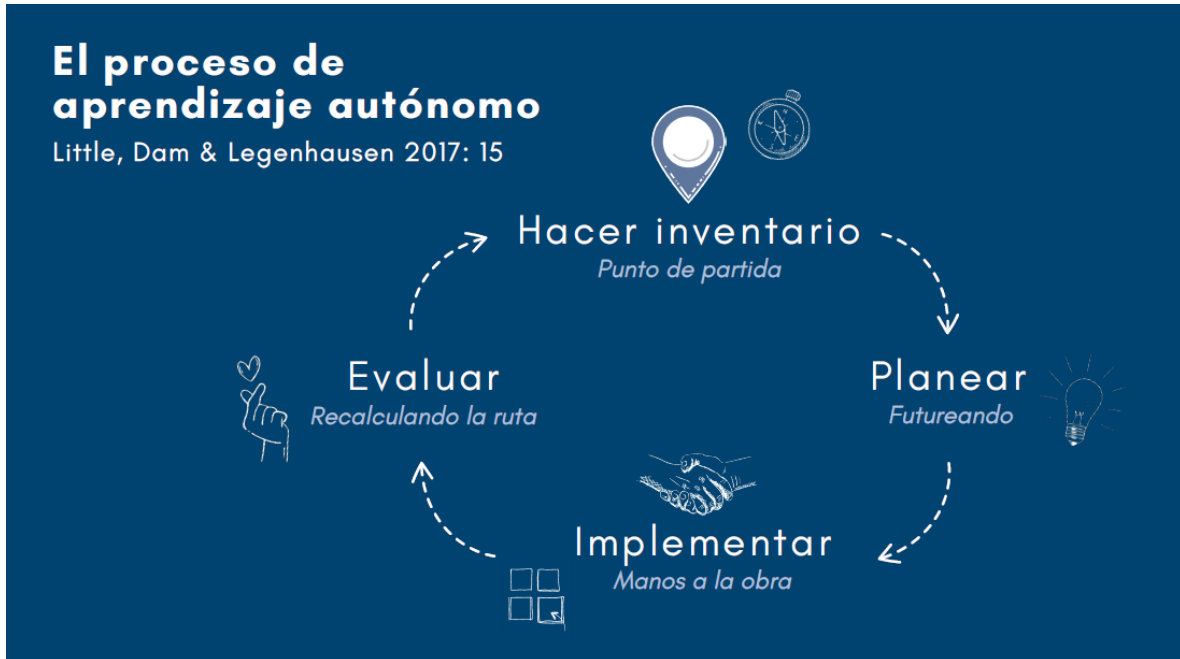 El proceso de
aprendizaje autónomo
Little, Dam & Legenhausen 2017: 15
Hacer inventario
Punto de partida
Evaluar
Recalculando la ruta
Planear
Futureando
Implementar
Manos a la obra